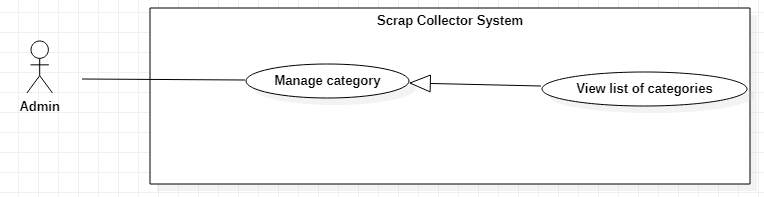 Scrap Collector System
Admin
Manage category
View list of categories